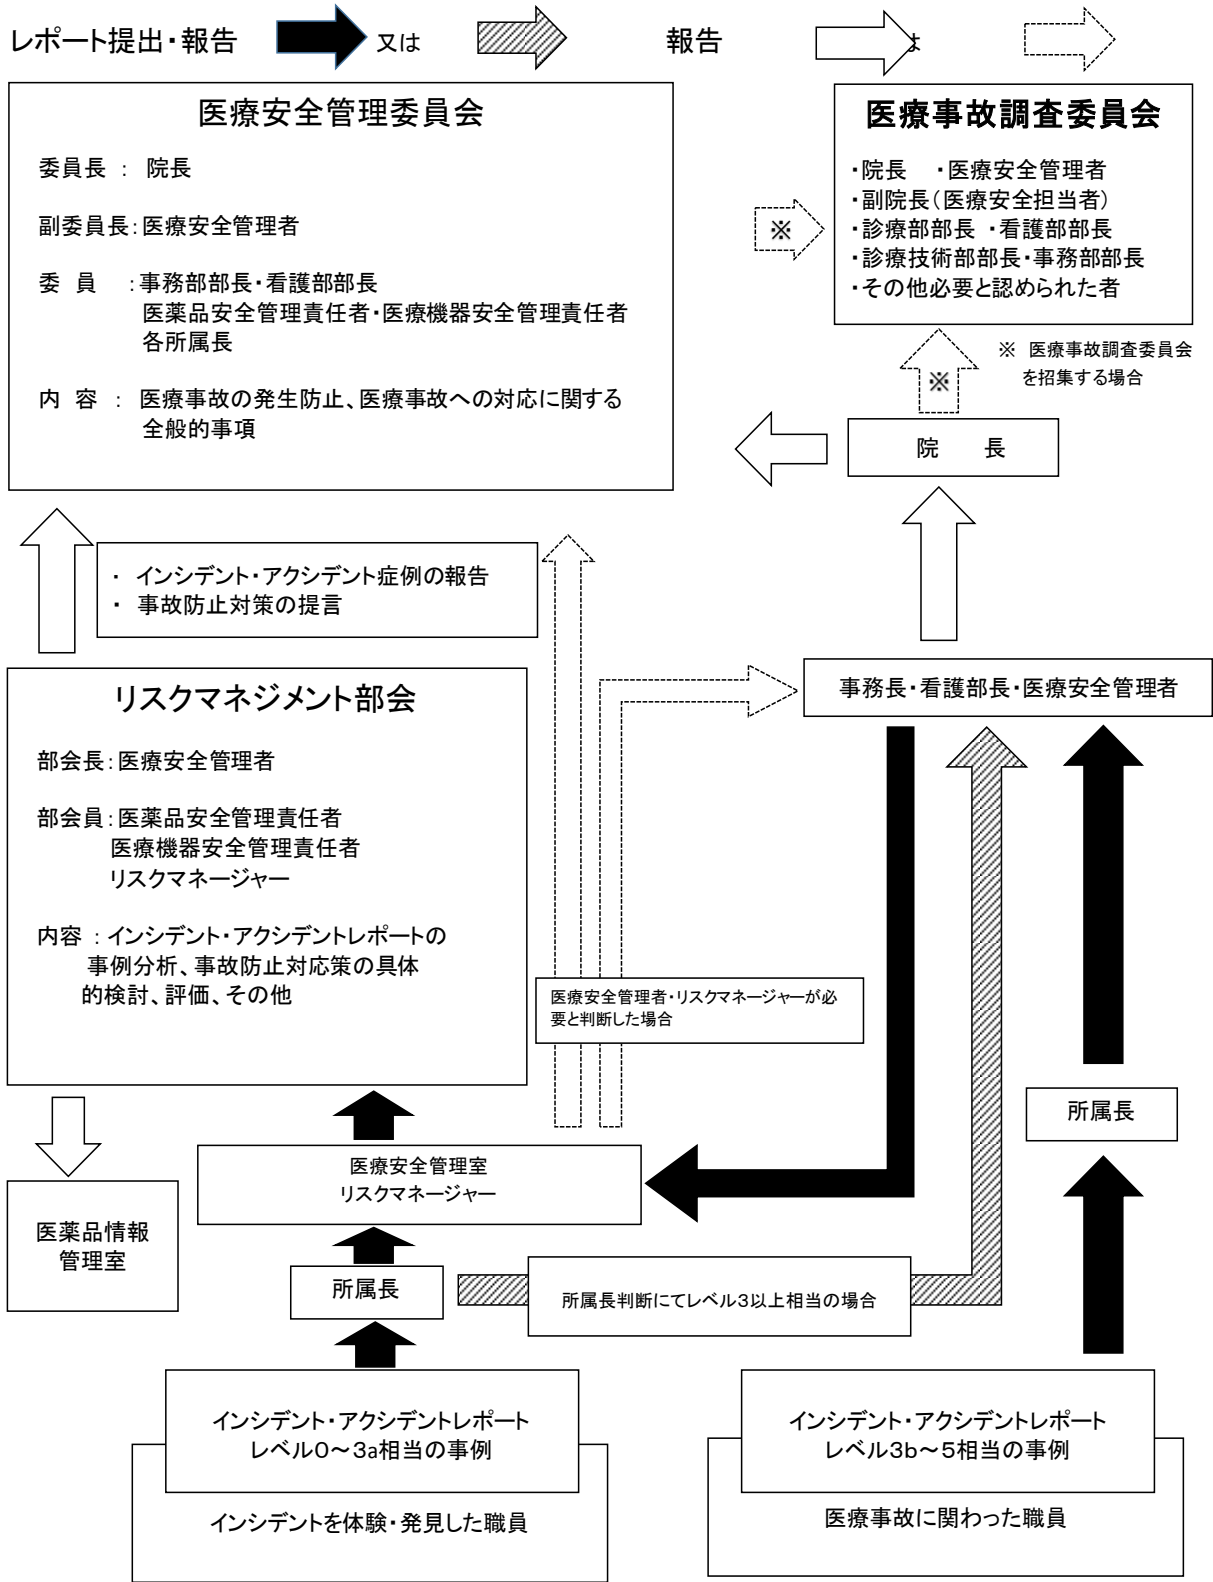 レポート提出・報告 又は 報告 は
医療安全管理委員会
委員長 : 院長
副委員長:医療安全管理者
委 員 :事務部部長・看護部部長
医薬品安全管理責任者・医療機器安全管理責任者
各所属長
内 容 : 医療事故の発生防止、医療事故への対応に関する
全般的事項
医療事故調査委員会
・院長 ・医療安全管理者
・副院長(医療安全担当者)
・診療部部長 ・看護部部長
・診療技術部部長・事務部部長
・その他必要と認められた者
※
※
※ 医療事故調査委員会
を招集する場合
院 長
・ インシデント・アクシデント症例の報告
・ 事故防止対策の提言
リスクマネジメント部会
部会長:医療安全管理者
部会員:医薬品安全管理責任者
医療機器安全管理責任者
リスクマネージャー
内容 :インシデント・アクシデントレポートの
事例分析、事故防止対応策の具体
的検討、評価、その他
事務長・看護部長・医療安全管理者
医療安全管理者・リスクマネージャーが必
要と判断した場合
所属長
医療安全管理室
リスクマネージャー
医薬品情報
管理室
所属長
所属長判断にてレベル3以上相当の場合
インシデント・アクシデントレポート
レベル0~3a相当の事例
インシデントを体験・発見した職員
インシデント・アクシデントレポート
レベル3b~5相当の事例
医療事故に関わった職員